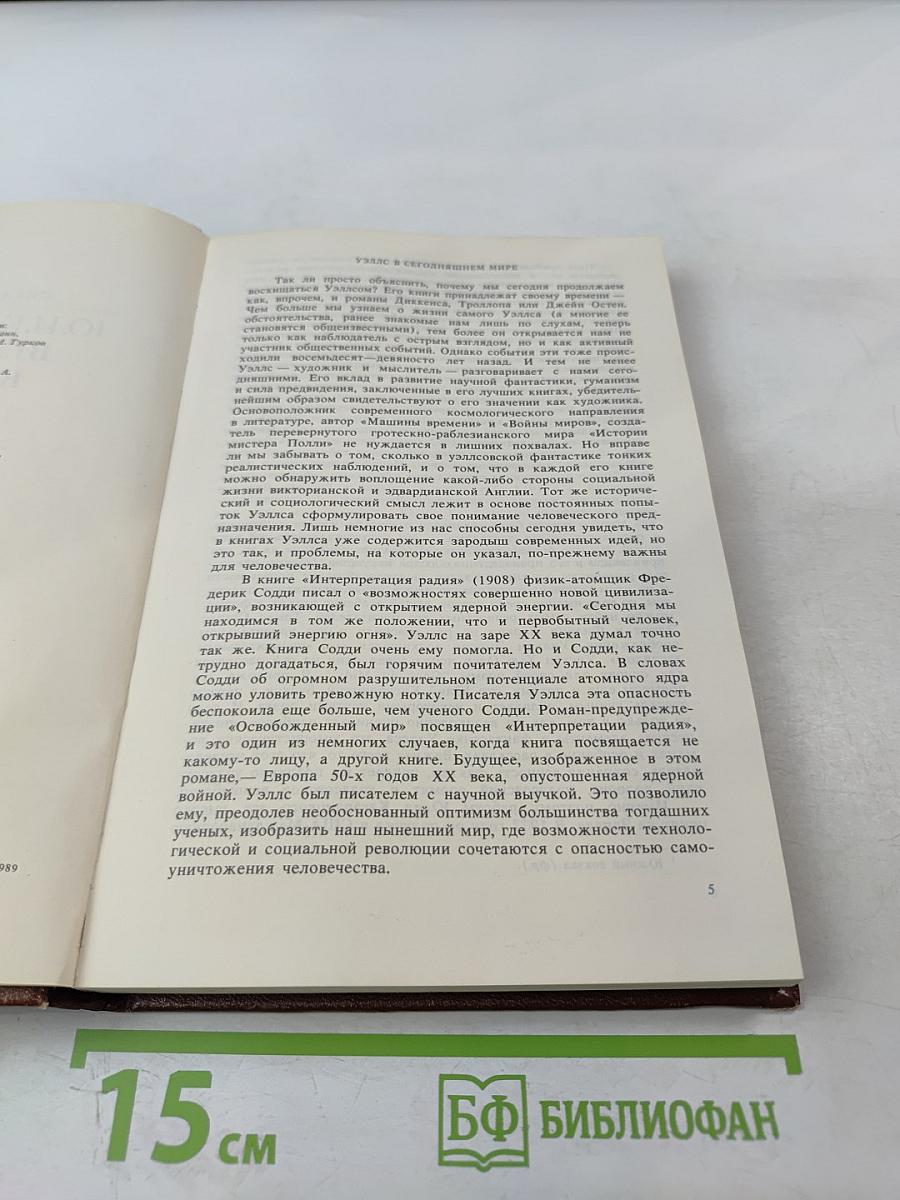 и:
анн,
М. Турков
А.
989
УЭЛЛС В СЕГОДНЯШНЕМ МИРЕ
Так ли просто объяснить, почему мы сегодня продолжаем
восхищаться Уэллсом? Его книги принадлежат своему времени —
как, впрочем, и романы Диккенса, Троллопа или Джейн Остен.
Чем больше мы узнаем о жизни самого Уэллса (а многие ее
обстоятельства, ранее знакомые нам лишь по слухам, теперь
становятся общеизвестными), тем более он открывается нам не
только как наблюдатель с острым взглядом, но и как активный
участник общественных событий. Однако события эти тоже проис-
ходили восемьдесят—девяносто лет назад. И тем не менее
Уэллс — художник и мыслитель — разговаривает с нами сего-
дняшними. Его вклад в развитие научной фантастики, гуманизм
и сила предвидения, заключенные в его лучших книгах, убедитель-
нейшим образом свидетельствуют о его значении как художника.
Основоположник современного космологического направления
в литературе, автор «Машины времени» и «Войны миров», созда-
тель перевернутого гротескно-раблезианского мира «Истории
мистера Полли» не нуждается в лишних похвалах. Но вправе
ли мы забывать о том, сколько в уэллсовской фантастике тонких
реалистических наблюдений, и о том, что в каждой его книге
можно обнаружить воплощение какой-либо стороны социальной
жизни викторианской и эдвардианской Англии. Тот же историче-
ский и социологический смысл лежит в основе постоянных попы-
ток Уэллса сформулировать свое понимание человеческого пред-
назначения. Лишь немногие из нас способны сегодня увидеть, что
в книгах Уэллса уже содержится зародыш современных идей, но
это так, и проблемы, на которые он указал, по-прежнему важны
для человечества.
В книге «Интерпретация радия» (1908) физик-атомщик Фре-
дерик Содди писал о «возможностях совершенно новой цивилиза-
ции», возникающей с открытием ядерной энергии. «Сегодня мы
находимся в том же положении, что и первобытный человек,
открывший энергию огня». Уэллс на заре XX века думал точно
так же. Книга Содди очень ему помогла. Но и Содди, как не-
трудно догадаться, был горячим почитателем Уэллса. В словах
Содди об огромном разрушительном потенциале атомного ядра
можно уловить тревожную нотку. Писателя Уэллса эта опасность
беспокоила еще больше, чем ученого Содди. Роман-предупрежде-
ние «Освобожденный мир» посвящен «Интерпретации радия»,
и это один из немногих случаев, когда книга посвящается не
какому-то лицу, а другой книге. Будущее, изображенное в этом
романе,— Европа 50-х годов XX века, опустошенная ядерной
войной. Уэллс был писателем с научной выучкой. Это позволило
ему, преодолев необоснованный оптимизм большинства тогдашних
ученых, изобразить наш нынешний мир, где возможности техноло-
гической и социальной революции сочетаются с опасностью само-
уничтожения человечества.
5
15 см
БФ БИБЛИОФАН